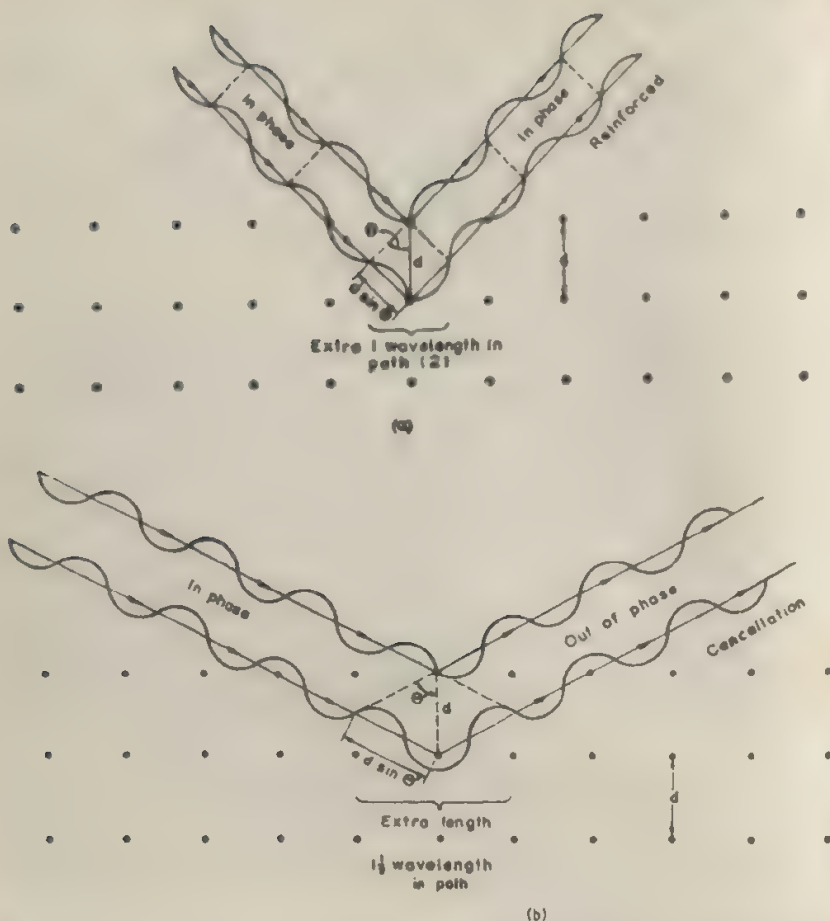 In phase
In phase
Reinforced
θ
d
d
d sin θ
Extra 1 wavelength in
path (2)
(a)
In phase
Out of phase
Cancellation
θ
d
d sin θ
d
Extra length
1½ wavelength
in path
(b)